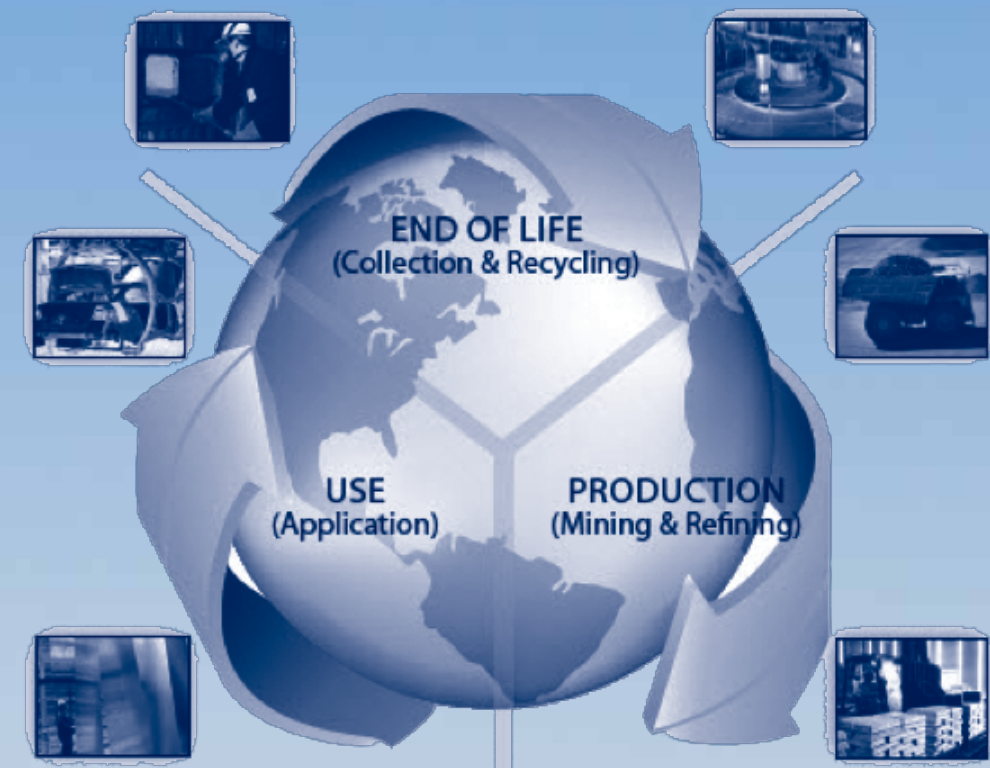 END OF LIFE
(Collection & Recycling)
USE
(Application)
PRODUCTION
(Mining & Refining)